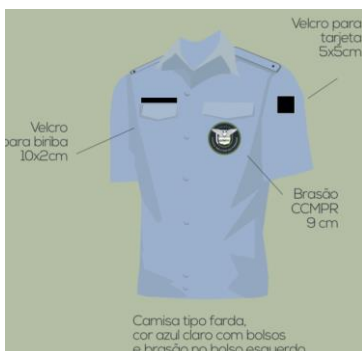 Velcro para
tarjeta
5x5cm
Velcro
para biriba
10x2cm
Brasão
CCMPR
9 cm
Camisa tipo farda,
cor azul claro com bolsos
e brasão no bolso esquerdo